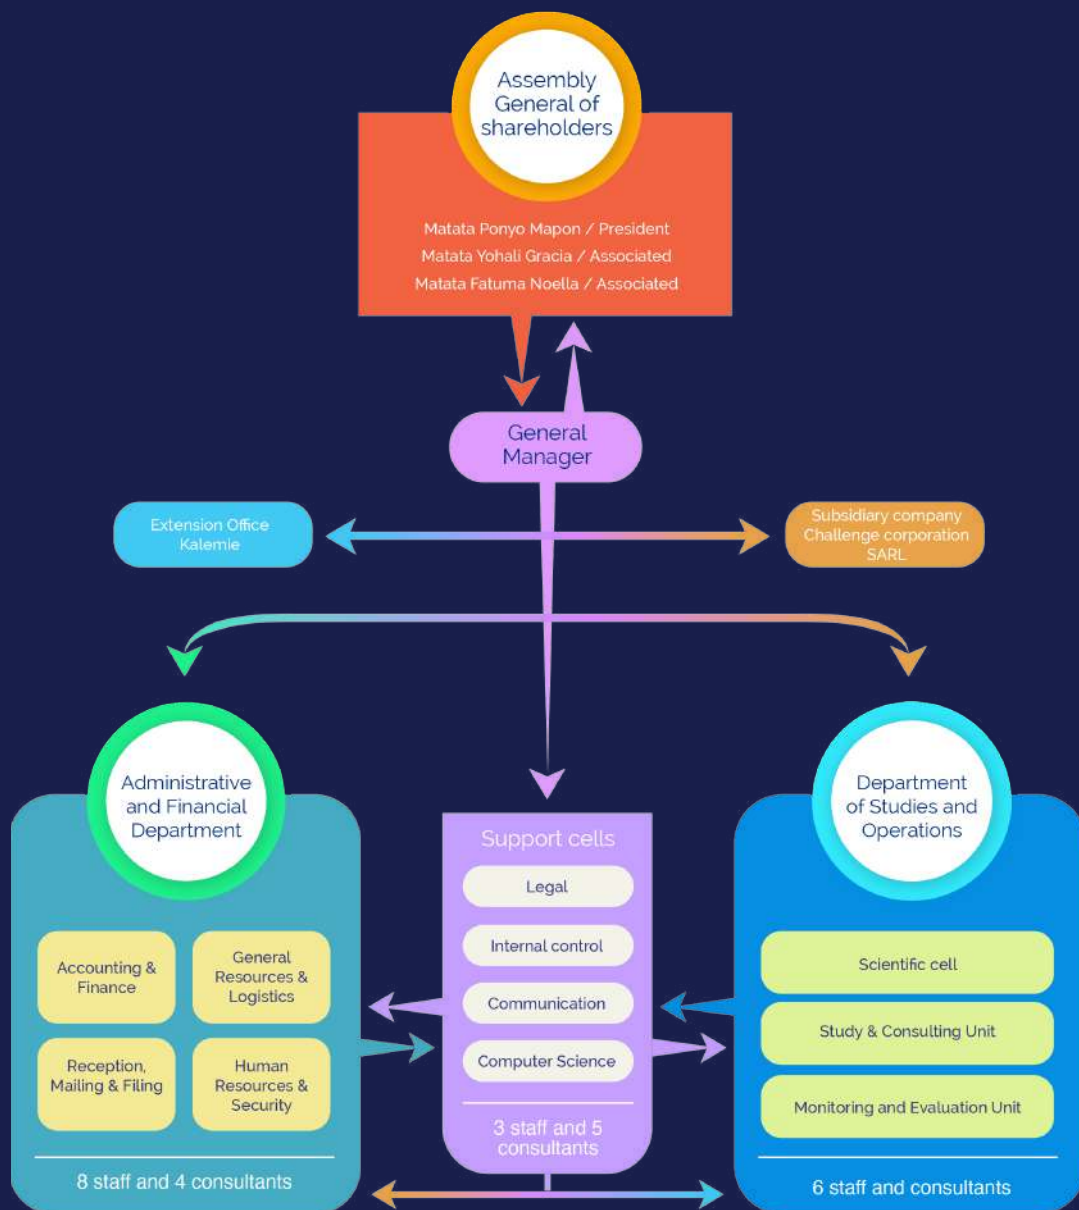 Assembly
General of
shareholders
Matata Ponyo Mapon / President
Matata Yohali Gracia / Associated
Matata Fatuma Noella / Associated
General
Manager
Extension Office
Kalemie
Subsidiary company
Challenge corporation
SARL
Administrative
and Financial
Department
Accounting &
Finance
General
Resources &
Logistics
Reception,
Mailing & Filing
Human
Resources &
Security
8 staff and 4 consultants
Support cells
Legal
Internal control
Communication
Computer Science
3 staff and 5
consultants
Department
of Studies and
Operations
Scientific cell
Study & Consulting Unit
Monitoring and Evaluation Unit
6 staff and consultants